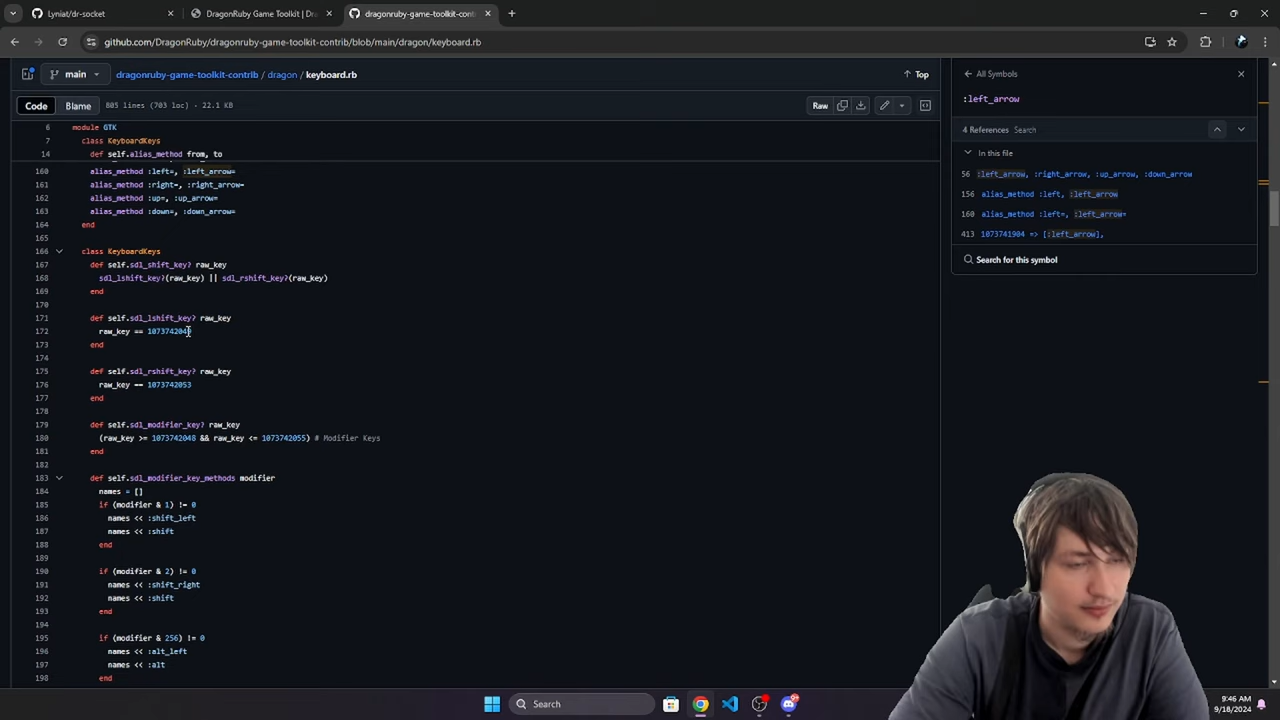 Lyniat/dr-socket
DragonRuby Game Toolkit | Dra
dragonruby-game-toolkit-cont
github.com/DragonRuby/dragonruby-game-toolkit-contrib/blob/main/dragon/keyboard.rb
main
dragonruby-game-toolkit-contrib / dragon / keyboard.rb
Top
Code Blame 805 lines (703 loc) · 22.1 KB
Raw
6 module GTK
7 class KeyboardKeys
14 def self.alias_method from, to
160 alias_method :left=, :left_arrow=
161 alias_method :right=, :right_arrow=
162 alias_method :up=, :up_arrow=
163 alias_method :down=, :down_arrow=
164 end
165
166 class KeyboardKeys
167 def self.sdl_shift_key? raw_key
168 sdl_lshift_key?(raw_key) || sdl_rshift_key?(raw_key)
169 end
170
171 def self.sdl_lshift_key? raw_key
172 raw_key == 1073742049
173 end
174
175 def self.sdl_rshift_key? raw_key
176 raw_key == 1073742053
177 end
178
179 def self.sdl_modifier_key? raw_key
180 (raw_key >= 1073742048 && raw_key <= 1073742055) # Modifier Keys
181 end
182
183 def self.sdl_modifier_key_methods modifier
184 names = []
185 if (modifier & 1) != 0
186 names << :shift_left
187 names << :shift
188 end
189
190 if (modifier & 2) != 0
191 names << :shift_right
192 names << :shift
193 end
194
195 if (modifier & 256) != 0
196 names << :alt_left
197 names << :alt
198 end
All Symbols
:left_arrow
4 References Search
In this file
56 :left_arrow, :right_arrow, :up_arrow, :down_arrow
156 alias_method :left, :left_arrow
160 alias_method :left=, :left_arrow=
413 1073741904 => [:left_arrow],
Search for this symbol
Search
9:46 AM
9/18/2024